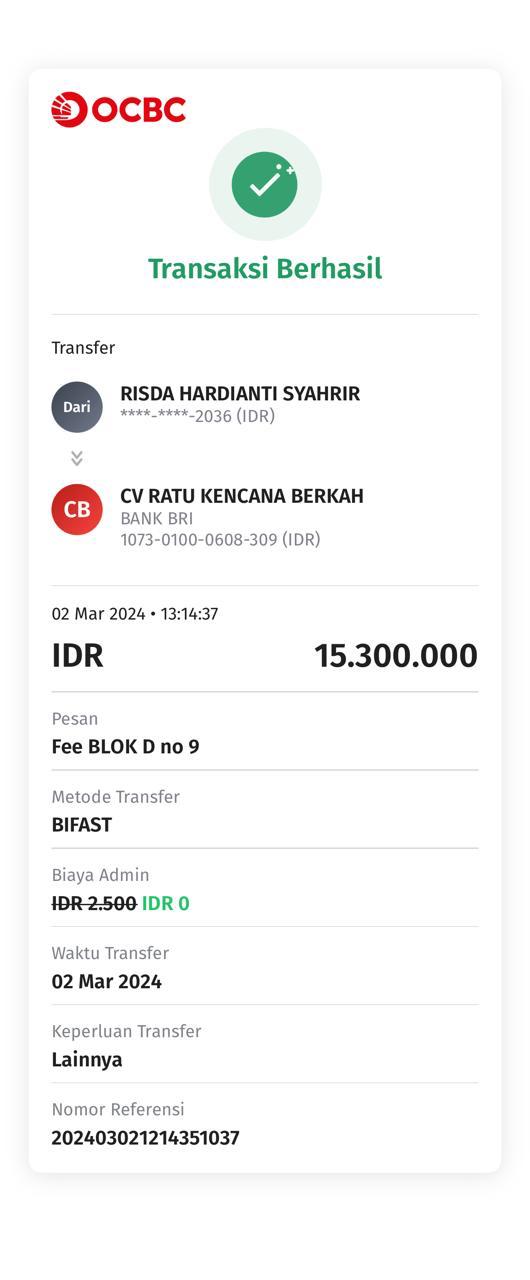 OCBC
Transaksi Berhasil
Transfer
Dari
RISDA HARDIANTI SYAHRIR
****-****-2036 (IDR)
CB
CV RATU KENCANA BERKAH
BANK BRI
1073-0100-0608-309 (IDR)
02 Mar 2024 • 13:14:37
IDR 15.300.000
Pesan
Fee BLOK D no 9
Metode Transfer
BIFAST
Biaya Admin
IDR 2.500 IDR 0
Waktu Transfer
02 Mar 2024
Keperluan Transfer
Lainnya
Nomor Referensi
202403021214351037